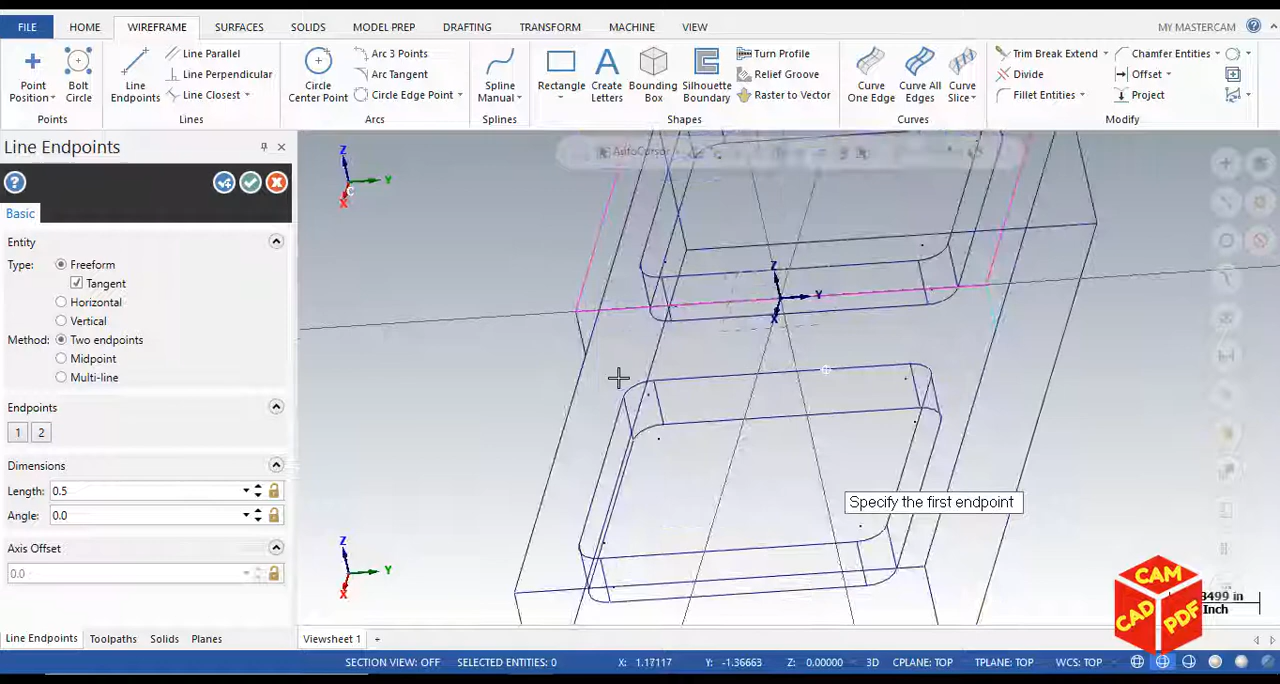 FILE HOME WIREFRAME SURFACES SOLIDS MODEL PREP DRAFTING TRANSFORM MACHINE VIEW MY MASTERCAM
Point Position
Bolt Circle
Points
Line Endpoints
Line Parallel
Line Perpendicular
Line Closest
Lines
Circle Center Point
Arc 3 Points
Arc Tangent
Circle Edge Point
Arcs
Spline Manual
Splines
Rectangle
Create Letters
Bounding Box
Silhouette Boundary
Turn Profile
Relief Groove
Raster to Vector
Shapes
Curve One Edge
Curve All Edges
Curve Slice
Curves
Trim Break Extend
Divide
Fillet Entities
Chamfer Entities
Offset
Project
Modify
Line Endpoints
Basic
Entity
Type: Freeform
Tangent
Horizontal
Vertical
Method: Two endpoints
Midpoint
Multi-line
Endpoints
1 2
Dimensions
Length: 0.5
Angle: 0.0
Axis Offset
0.0
AutoCursor
Z
Y
X
C
Z
Y
X
Specify the first endpoint
Z
Y
X
CAM
CAD
PDF
8499 in
Inch
Line Endpoints Toolpaths Solids Planes
Viewsheet 1 +
SECTION VIEW: OFF SELECTED ENTITIES: 0 X: 1.17117 Y: -1.36663 Z: 0.00000 3D CPLANE: TOP TPLANE: TOP WCS: TOP